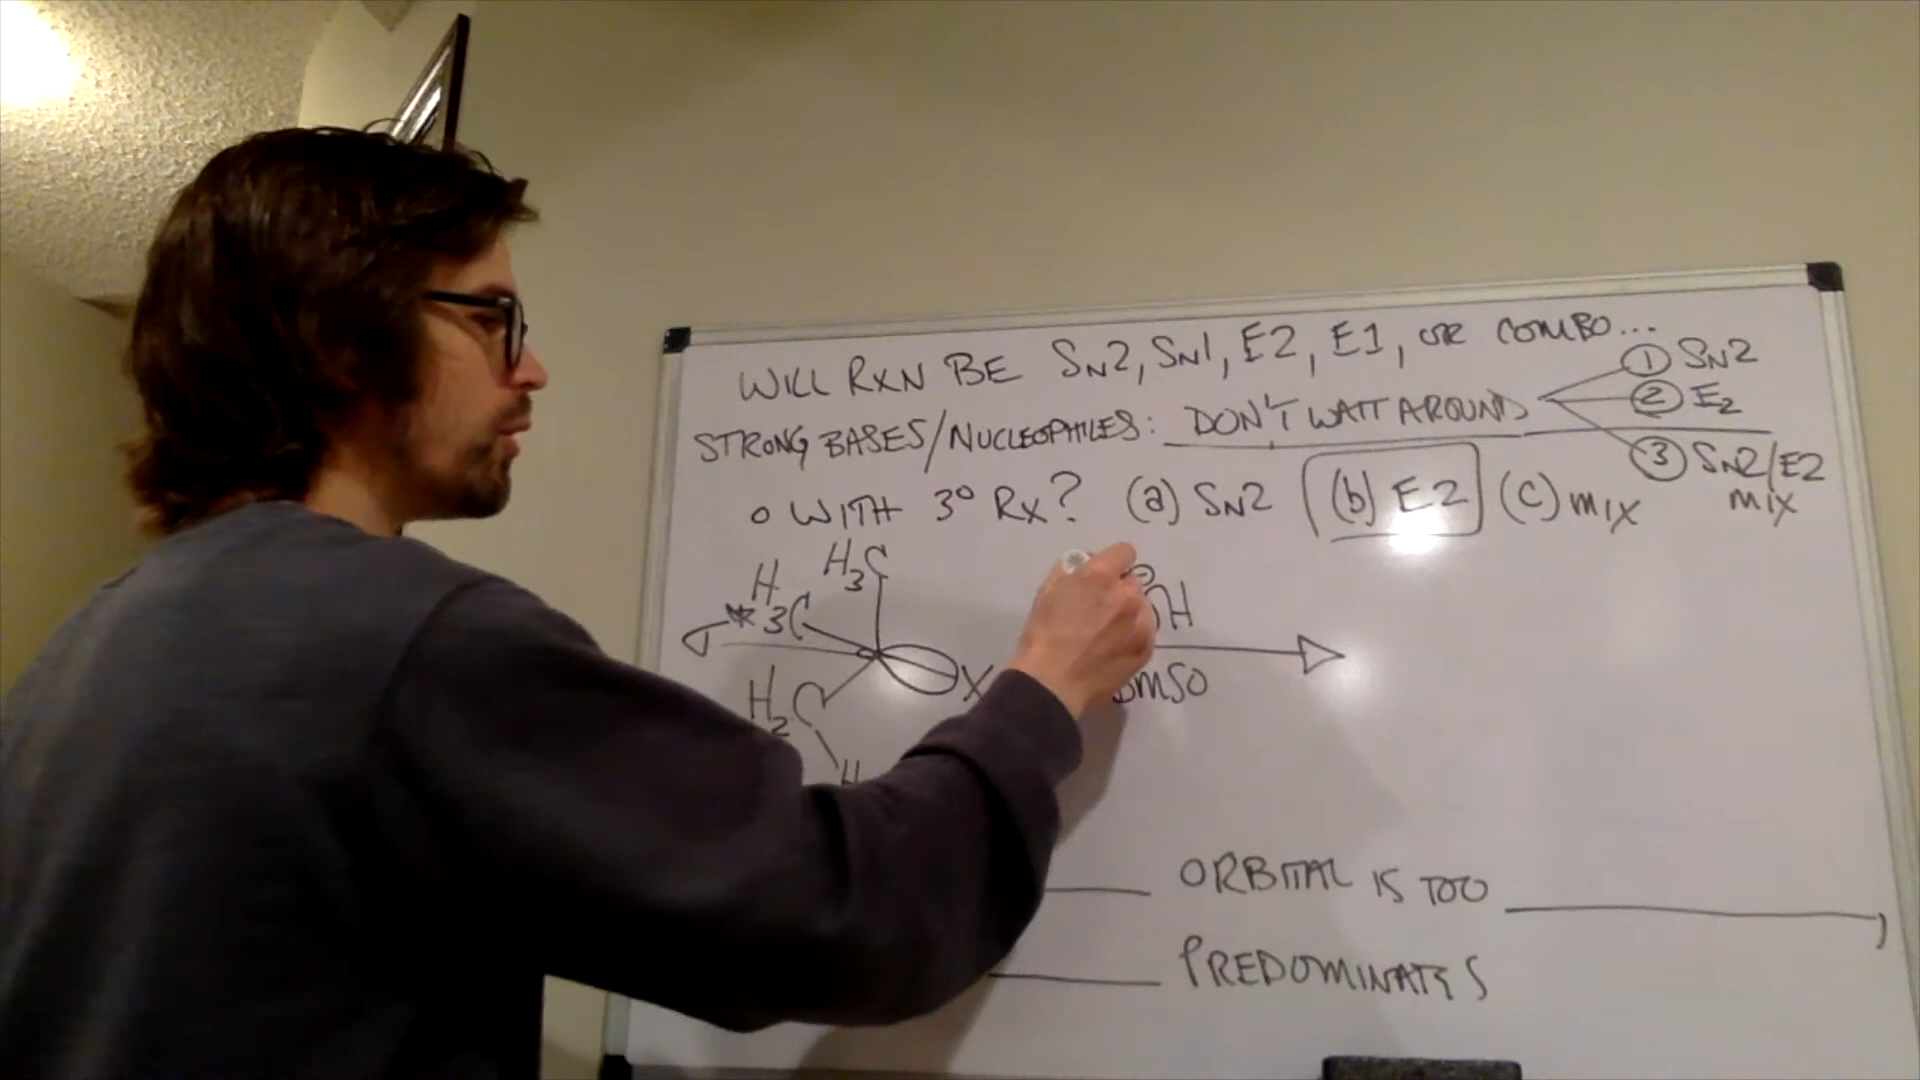 WILL RXN BE SN2, SN1, E2, E1, OR COMBO...
① SN2
② E2
③ SN2/E2 MIX
STRONG BASES/NUCLEOPHILES: DON'T WAIT AROUND
o WITH 3° RX? (a) SN2 (b) E2 (c) MIX
H3C
H3C
H2C
X
H
⊖
H
DMSO
ORBITAL IS TOO ,
PREDOMINATES